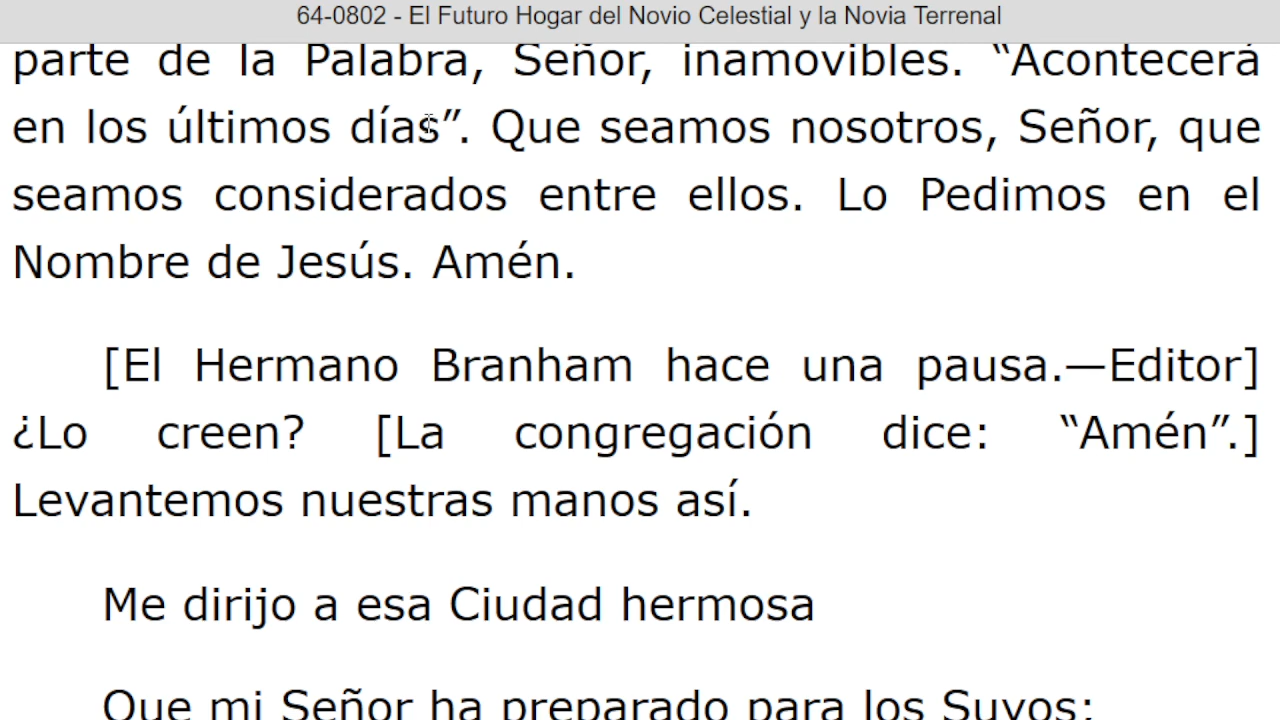 64-0802 - El Futuro Hogar del Novio Celestial y la Novia Terrenal
parte de la Palabra, Señor, inamovibles. “Acontecerá
en los últimos días”. Que seamos nosotros, Señor, que
seamos considerados entre ellos. Lo Pedimos en el
Nombre de Jesús. Amén.
[El Hermano Branham hace una pausa.—Editor]
¿Lo creen? [La congregación dice: “Amén”.]
Levantemos nuestras manos así.
Me dirijo a esa Ciudad hermosa
Que mi Señor ha preparado para los Suyos;